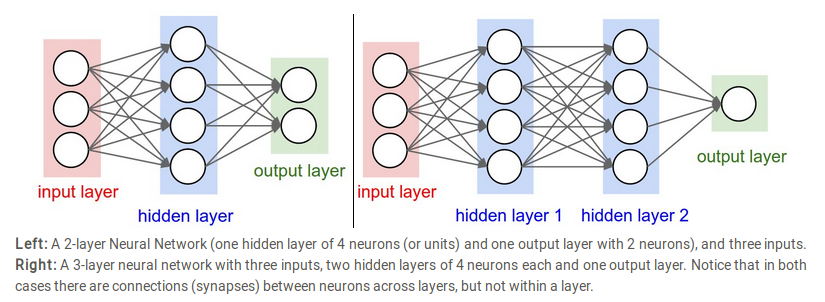 input layer
hidden layer
output layer
input layer
hidden layer 1
hidden layer 2
output layer
Left: A 2-layer Neural Network (one hidden layer of 4 neurons (or units) and one output layer with 2 neurons), and three inputs.
Right: A 3-layer neural network with three inputs, two hidden layers of 4 neurons each and one output layer. Notice that in both
cases there are connections (synapses) between neurons across layers, but not within a layer.